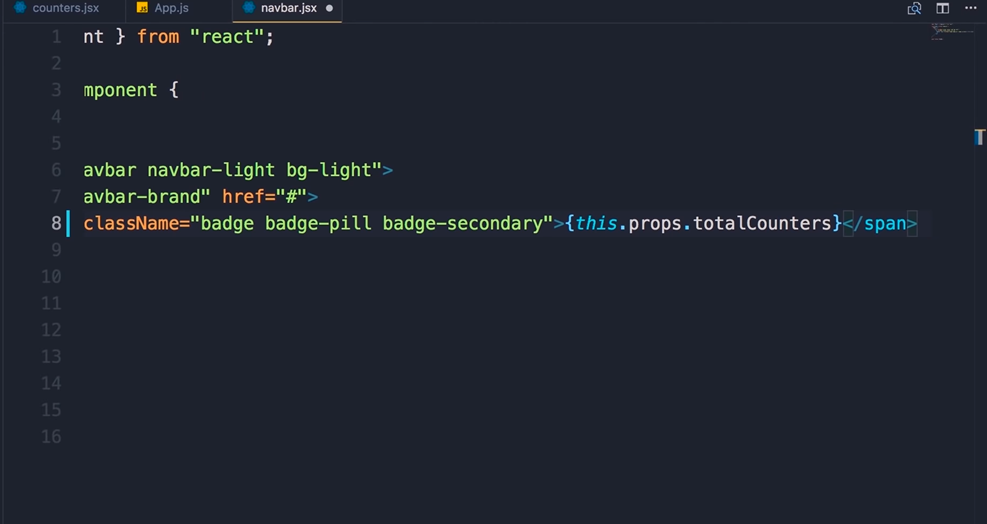 counters.jsx JS App.js navbar.jsx
1 nt } from "react";
2
3 mponent {
4
5
6 avbar navbar-light bg-light">
7 avbar-brand" href="#">
8 className="badge badge-pill badge-secondary">{this.props.totalCounters}</span>
9
10
11
12
13
14
15
16